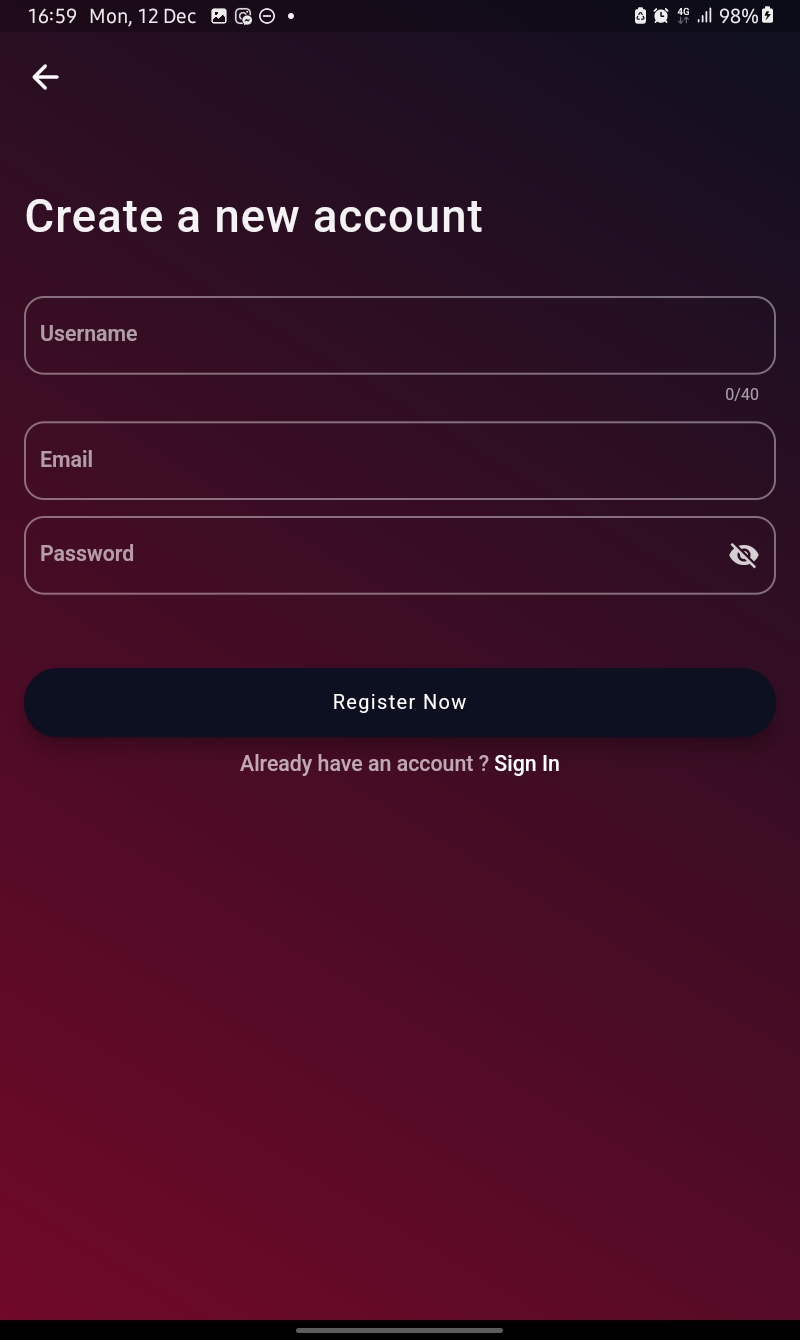 16:59 Mon, 12 Dec 4G 98%
Create a new account
Username
0/40
Email
Password
Register Now
Already have an account ? Sign In